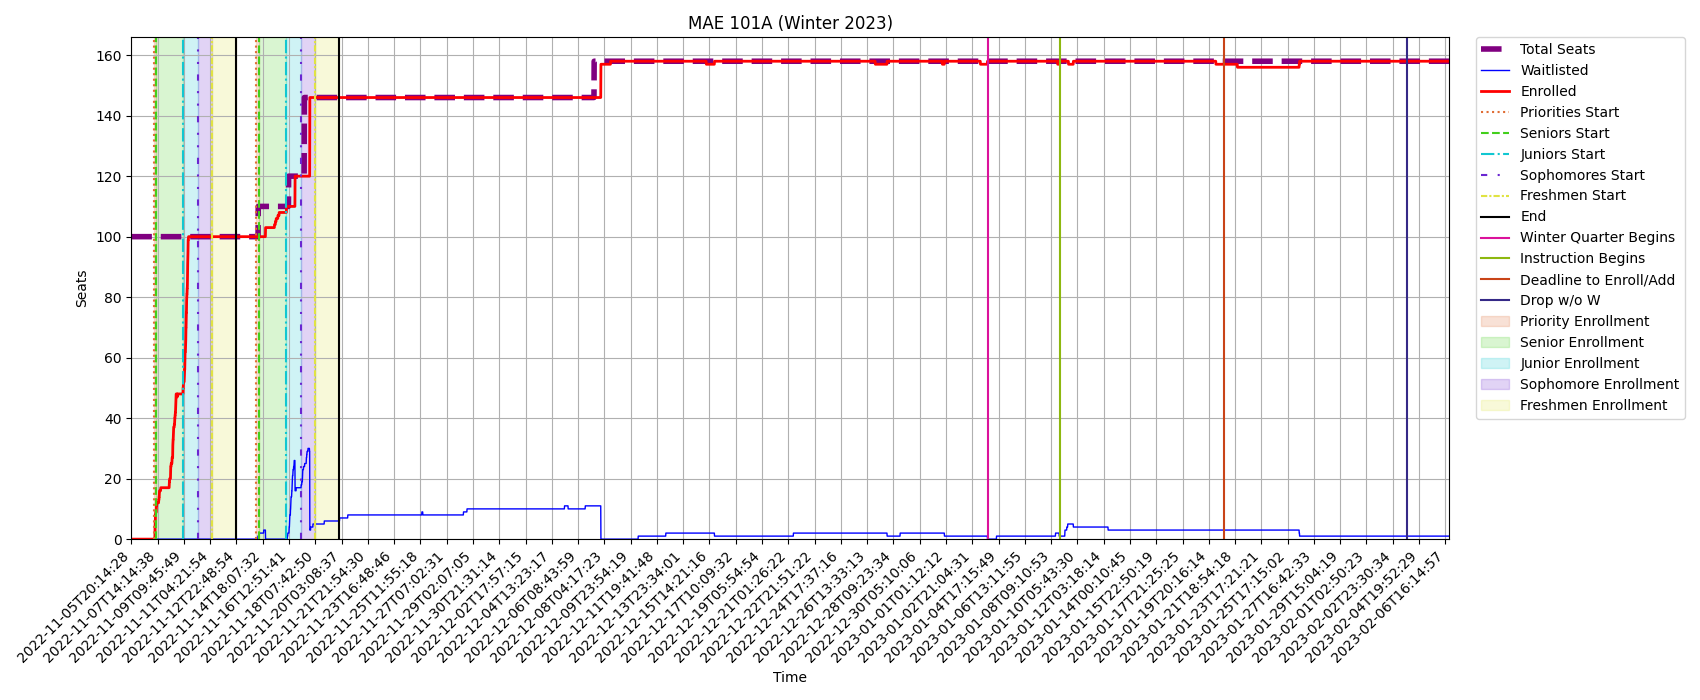 MAE 101A (Winter 2023)
160
140
120
100
80
60
40
20
0
Seats
2022-11-05T20:14:28
2022-11-07T14:14:38
2022-11-09T09:45:49
2022-11-11T04:21:54
2022-11-12T22:48:54
2022-11-14T18:07:32
2022-11-16T12:51:41
2022-11-18T07:42:50
2022-11-20T03:08:37
2022-11-21T21:54:30
2022-11-23T16:48:46
2022-11-25T11:55:18
2022-11-27T07:02:31
2022-11-29T02:07:05
2022-11-30T21:31:14
2022-12-02T17:57:15
2022-12-04T13:23:17
2022-12-06T08:43:59
2022-12-08T04:17:23
2022-12-09T23:54:19
2022-12-11T19:41:48
2022-12-13T23:34:01
2022-12-15T14:21:16
2022-12-17T10:09:32
2022-12-19T05:54:54
2022-12-21T01:26:22
2022-12-22T21:51:22
2022-12-24T17:37:16
2022-12-26T13:33:13
2022-12-28T09:23:34
2022-12-30T05:10:06
2023-01-01T01:12:12
2023-01-02T21:04:31
2023-01-04T17:15:49
2023-01-06T13:11:55
2023-01-08T09:10:53
2023-01-10T05:43:30
2023-01-12T03:18:14
2023-01-14T00:10:45
2023-01-15T22:50:19
2023-01-17T21:25:25
2023-01-19T20:16:14
2023-01-21T18:54:18
2023-01-23T17:21:21
2023-01-25T17:15:02
2023-01-27T16:42:33
2023-01-29T15:04:19
2023-02-01T02:50:23
2023-02-02T23:30:34
2023-02-04T19:52:29
2023-02-06T16:14:57
Time
Total Seats
Waitlisted
Enrolled
Priorities Start
Seniors Start
Juniors Start
Sophomores Start
Freshmen Start
End
Winter Quarter Begins
Instruction Begins
Deadline to Enroll/Add
Drop w/o W
Priority Enrollment
Senior Enrollment
Junior Enrollment
Sophomore Enrollment
Freshmen Enrollment